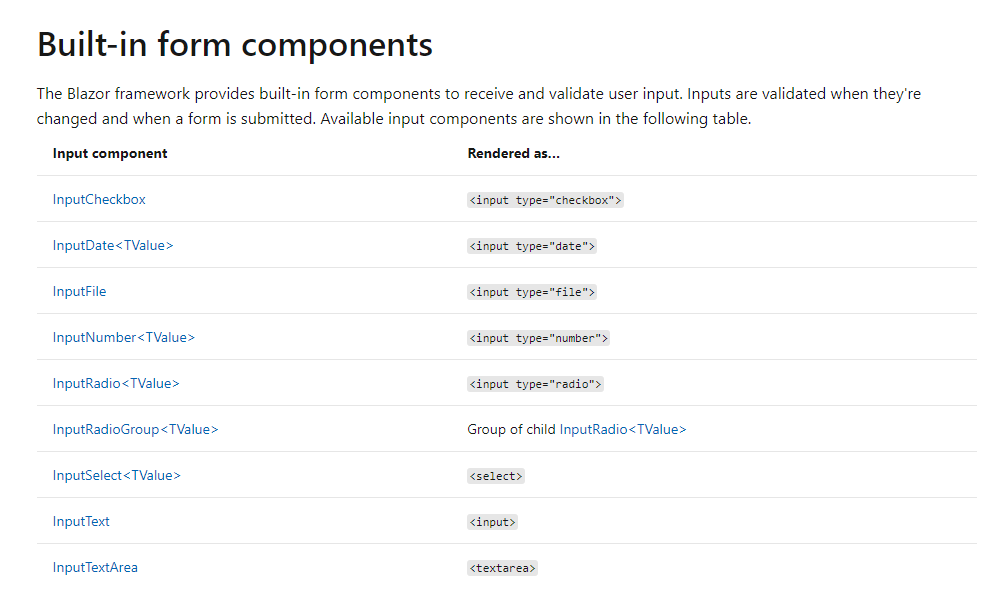 Built-in form components
The Blazor framework provides built-in form components to receive and validate user input. Inputs are validated when they're
changed and when a form is submitted. Available input components are shown in the following table.
Input component Rendered as…
InputCheckbox <input type="checkbox">
InputDate<TValue> <input type="date">
InputFile <input type="file">
InputNumber<TValue> <input type="number">
InputRadio<TValue> <input type="radio">
InputRadioGroup<TValue> Group of child InputRadio<TValue>
InputSelect<TValue> <select>
InputText <input>
InputTextArea <textarea>